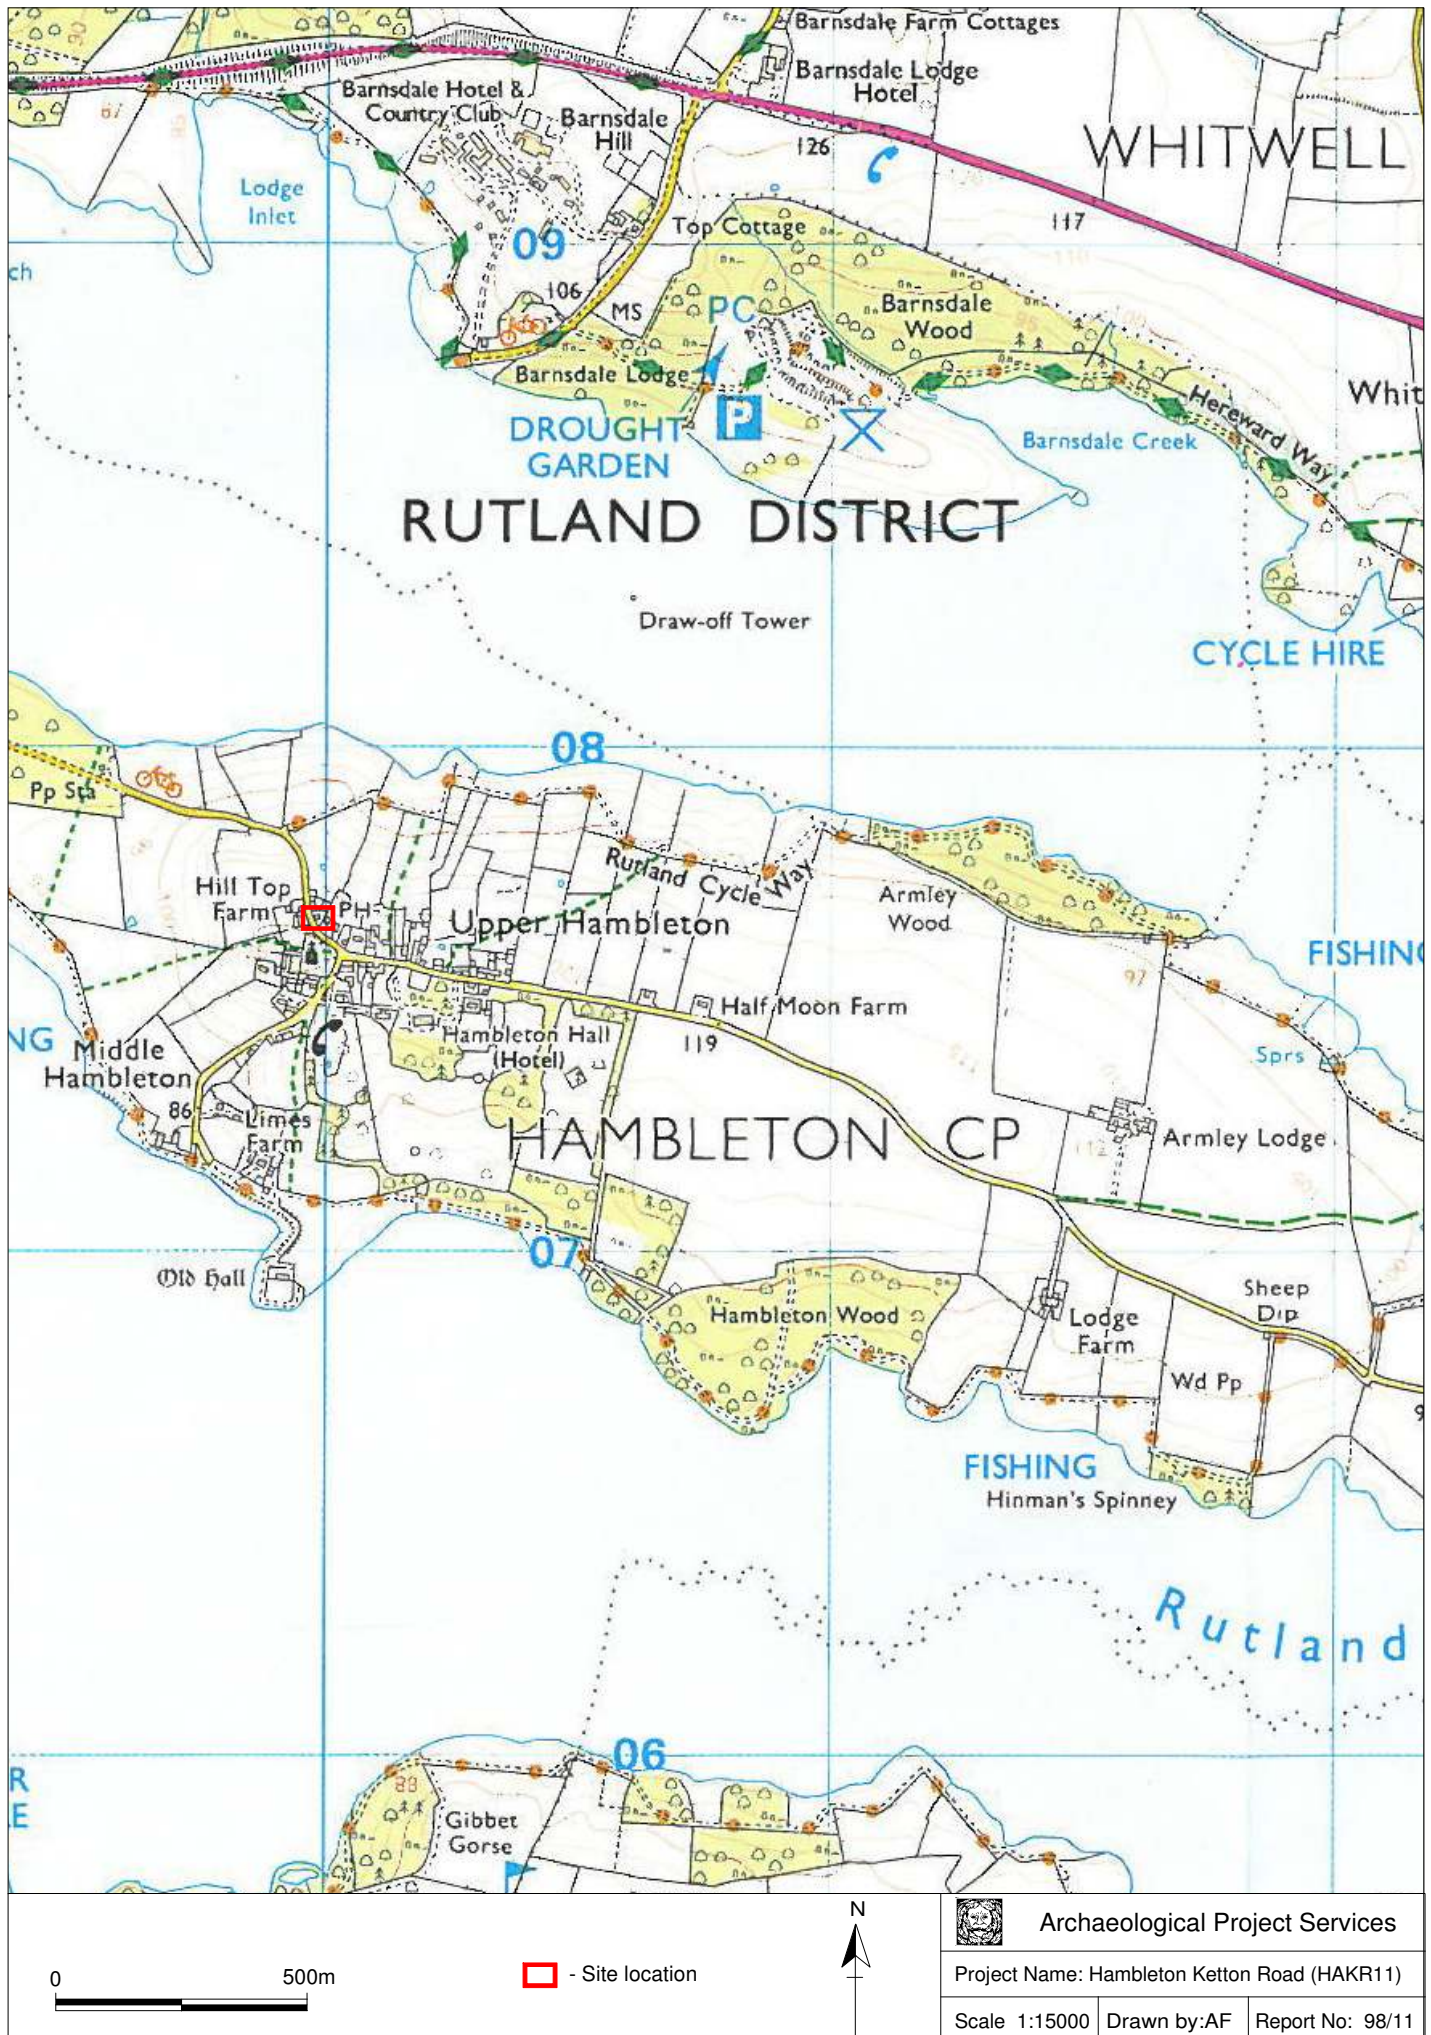 Barnsdale Farm Cottages
Barnsdale Lodge
Hotel
Barnsdale Hotel &
Country Club
Barnsdale
Hill
87
126
WHITWELL
Lodge
Inlet
117
Top Cottage
09
ch
106
MS
PC
Barnsdale
Wood
Barnsdale Lodge
P
Whit
Hereward Way
DROUGHT
GARDEN
Barnsdale Creek
RUTLAND DISTRICT
Draw-off Tower
CYCLE HIRE
08
Pp Sta
Rutland Cycle Way
Hill Top
Farm
PH
Upper Hambleton
Armley
Wood
FISHING
97
NG
Middle
Hambleton
Half Moon Farm
Hambleton Hall
(Hotel)
119
Sprs
86
Limes
Farm
HAMBLETON CP
112
Armley Lodge
07
Old Hall
Sheep
Dip
Hambleton Wood
Lodge
Farm
Wd Pp
9
FISHING
Hinman's Spinney
Rutland
06
R
E
88
Gibbet
Gorse
N
0
500m
- Site location
Archaeological Project Services
Project Name: Hambleton Ketton Road (HAKR11)
Scale 1:15000
Drawn by:AF
Report No: 98/11